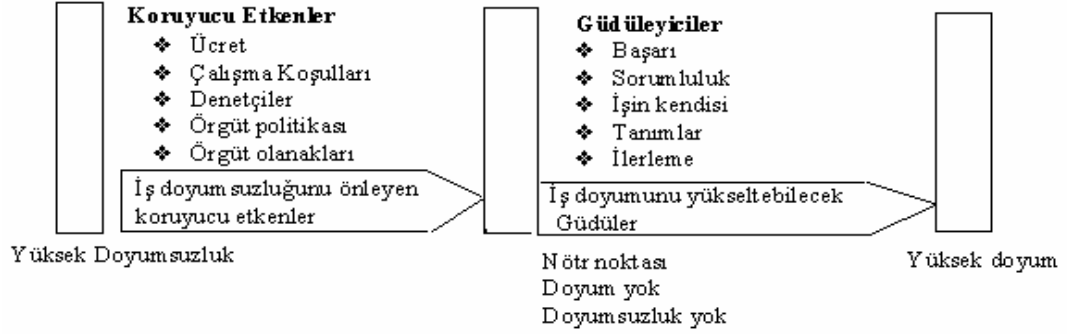 Koruyucu Etkenler
❖ Ücret
❖ Çalışma Koşulları
❖ Denetçiler
❖ Örgüt politikası
❖ Örgüt olanakları
İş doyumsuzluğunu önleyen
koruyucu etkenler
Yüksek Doyumsuzluk
Güdüleyiciler
❖ Başarı
❖ Sorumluluk
❖ İşin kendisi
❖ Tanımlar
❖ İlerleme
İş doyumunu yükseltebilecek
Güdüler
Nötr noktası
Doyum yok
Doyumsuzluk yok
Yüksek doyum